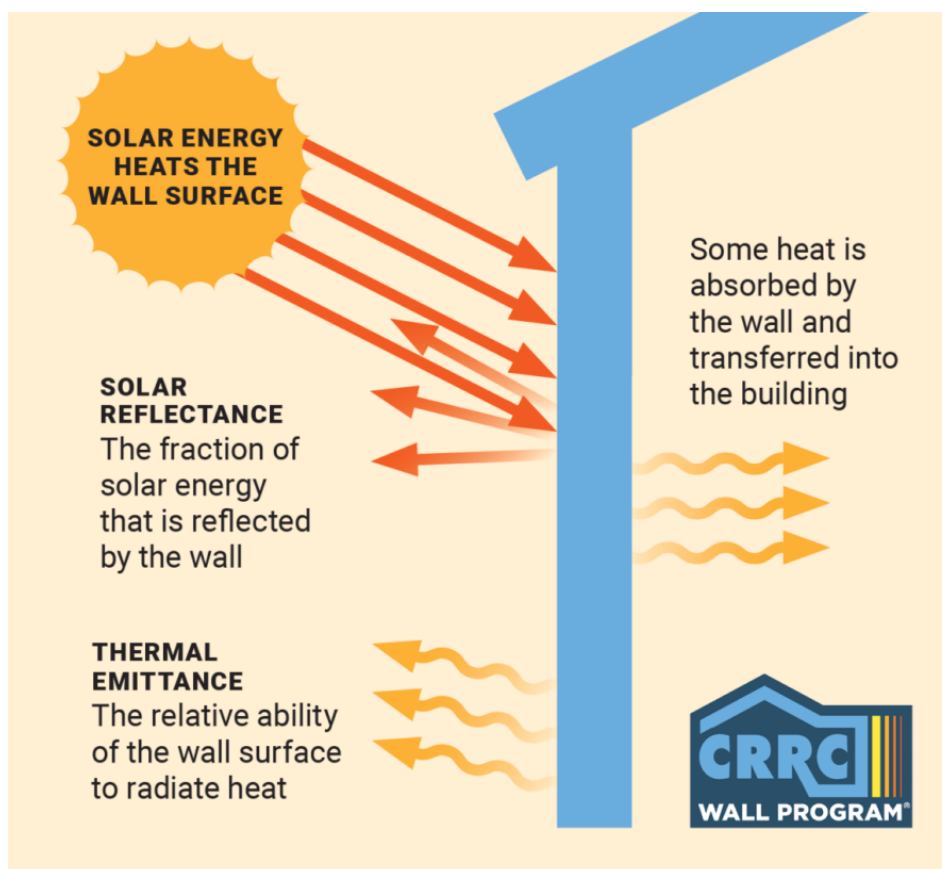 SOLAR ENERGY
HEATS THE
WALL SURFACE
Some heat is
absorbed by
the wall and
transferred into
the building
SOLAR
REFLECTANCE
The fraction of
solar energy
that is reflected
by the wall
THERMAL
EMITTANCE
The relative ability
of the wall surface
to radiate heat
CRRC
WALL PROGRAM®